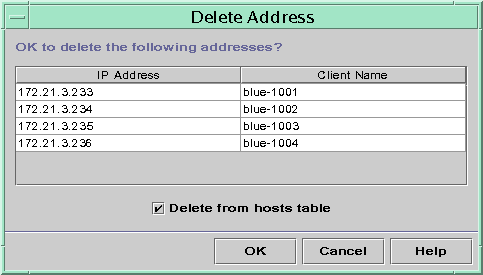 Delete Address
OK to delete the following addresses?
IP Address Client Name
172.21.3.233 blue-1001
172.21.3.234 blue-1002
172.21.3.235 blue-1003
172.21.3.236 blue-1004
Delete from hosts table
OK Cancel Help